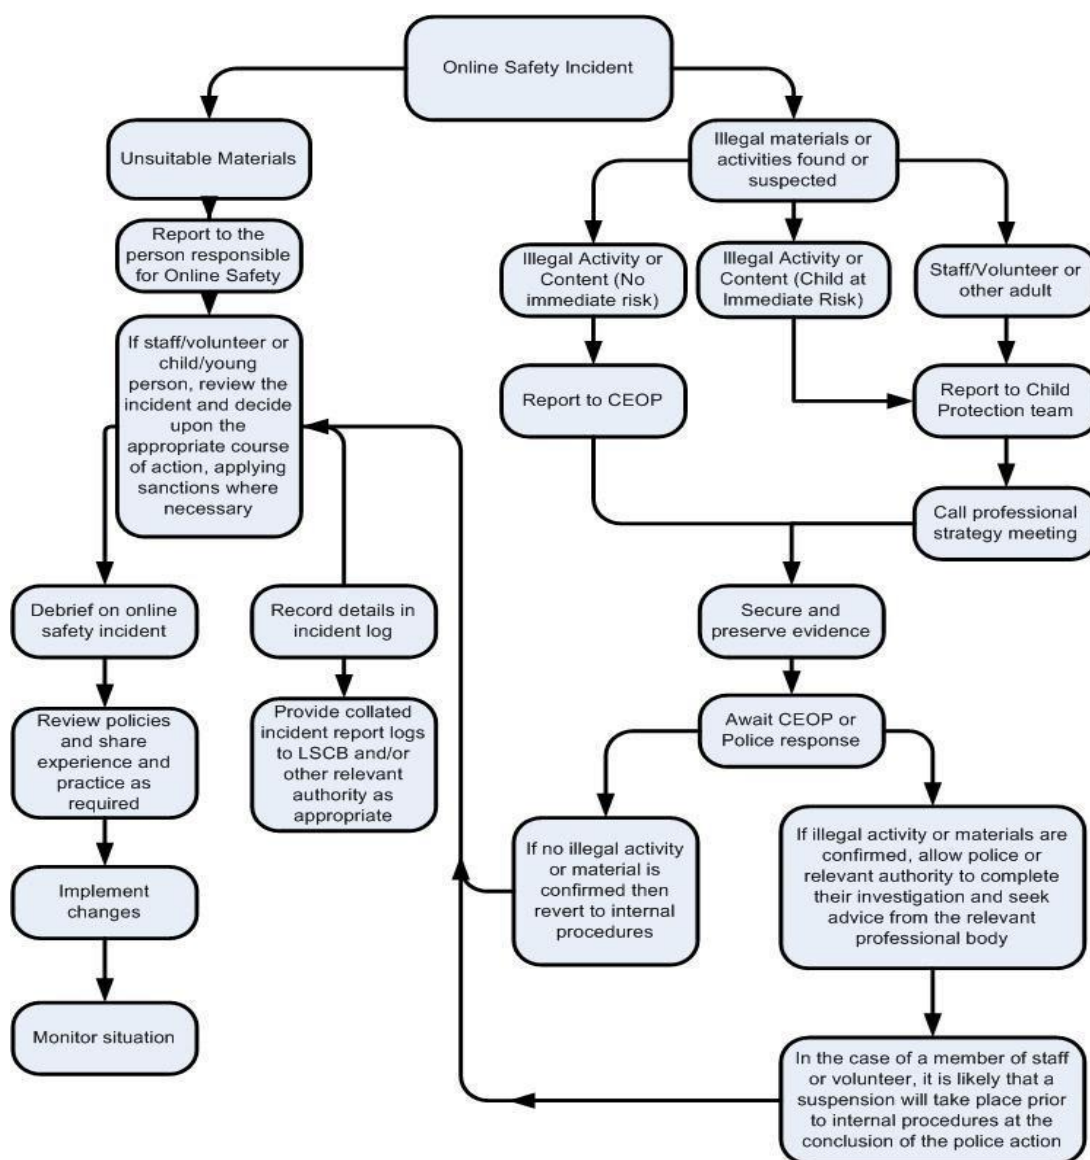 Online Safety Incident
Unsuitable Materials
Report to the
person responsible
for Online Safety
If staff/volunteer or
child/young
person, review the
incident and decide
upon the
appropriate course
of action, applying
sanctions where
necessary
Debrief on online
safety incident
Review policies
and share
experience and
practice as
required
Implement
changes
Monitor situation
Record details in
incident log
Provide collated
incident report logs
to LSCB and/or
other relevant
authority as
appropriate
Illegal materials or
activities found or
suspected
Illegal Activity or
Content (No
immediate risk)
Illegal Activity or
Content (Child at
Immediate Risk)
Staff/Volunteer or
other adult
Report to CEOP
Report to Child
Protection team
Call professional
strategy meeting
Secure and
preserve evidence
Await CEOP or
Police response
If no illegal activity
or material is
confirmed then
revert to internal
procedures
If illegal activity or materials are
confirmed, allow police or
relevant authority to complete
their investigation and seek
advice from the relevant
professional body
In the case of a member of staff
or volunteer, it is likely that a
suspension will take place prior
to internal procedures at the
conclusion of the police action